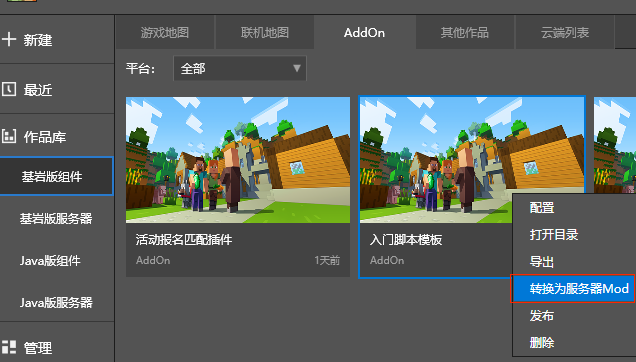 新建
最近
作品库
基岩版组件
基岩版服务器
Java版组件
Java版服务器
管理
游戏地图
联机地图
AddOn
其他作品
云端列表
平台：
全部
活动报名匹配插件
AddOn
1天前
入门脚本模板
AddOn
配置
打开目录
导出
转换为服务器Mod
发布
删除